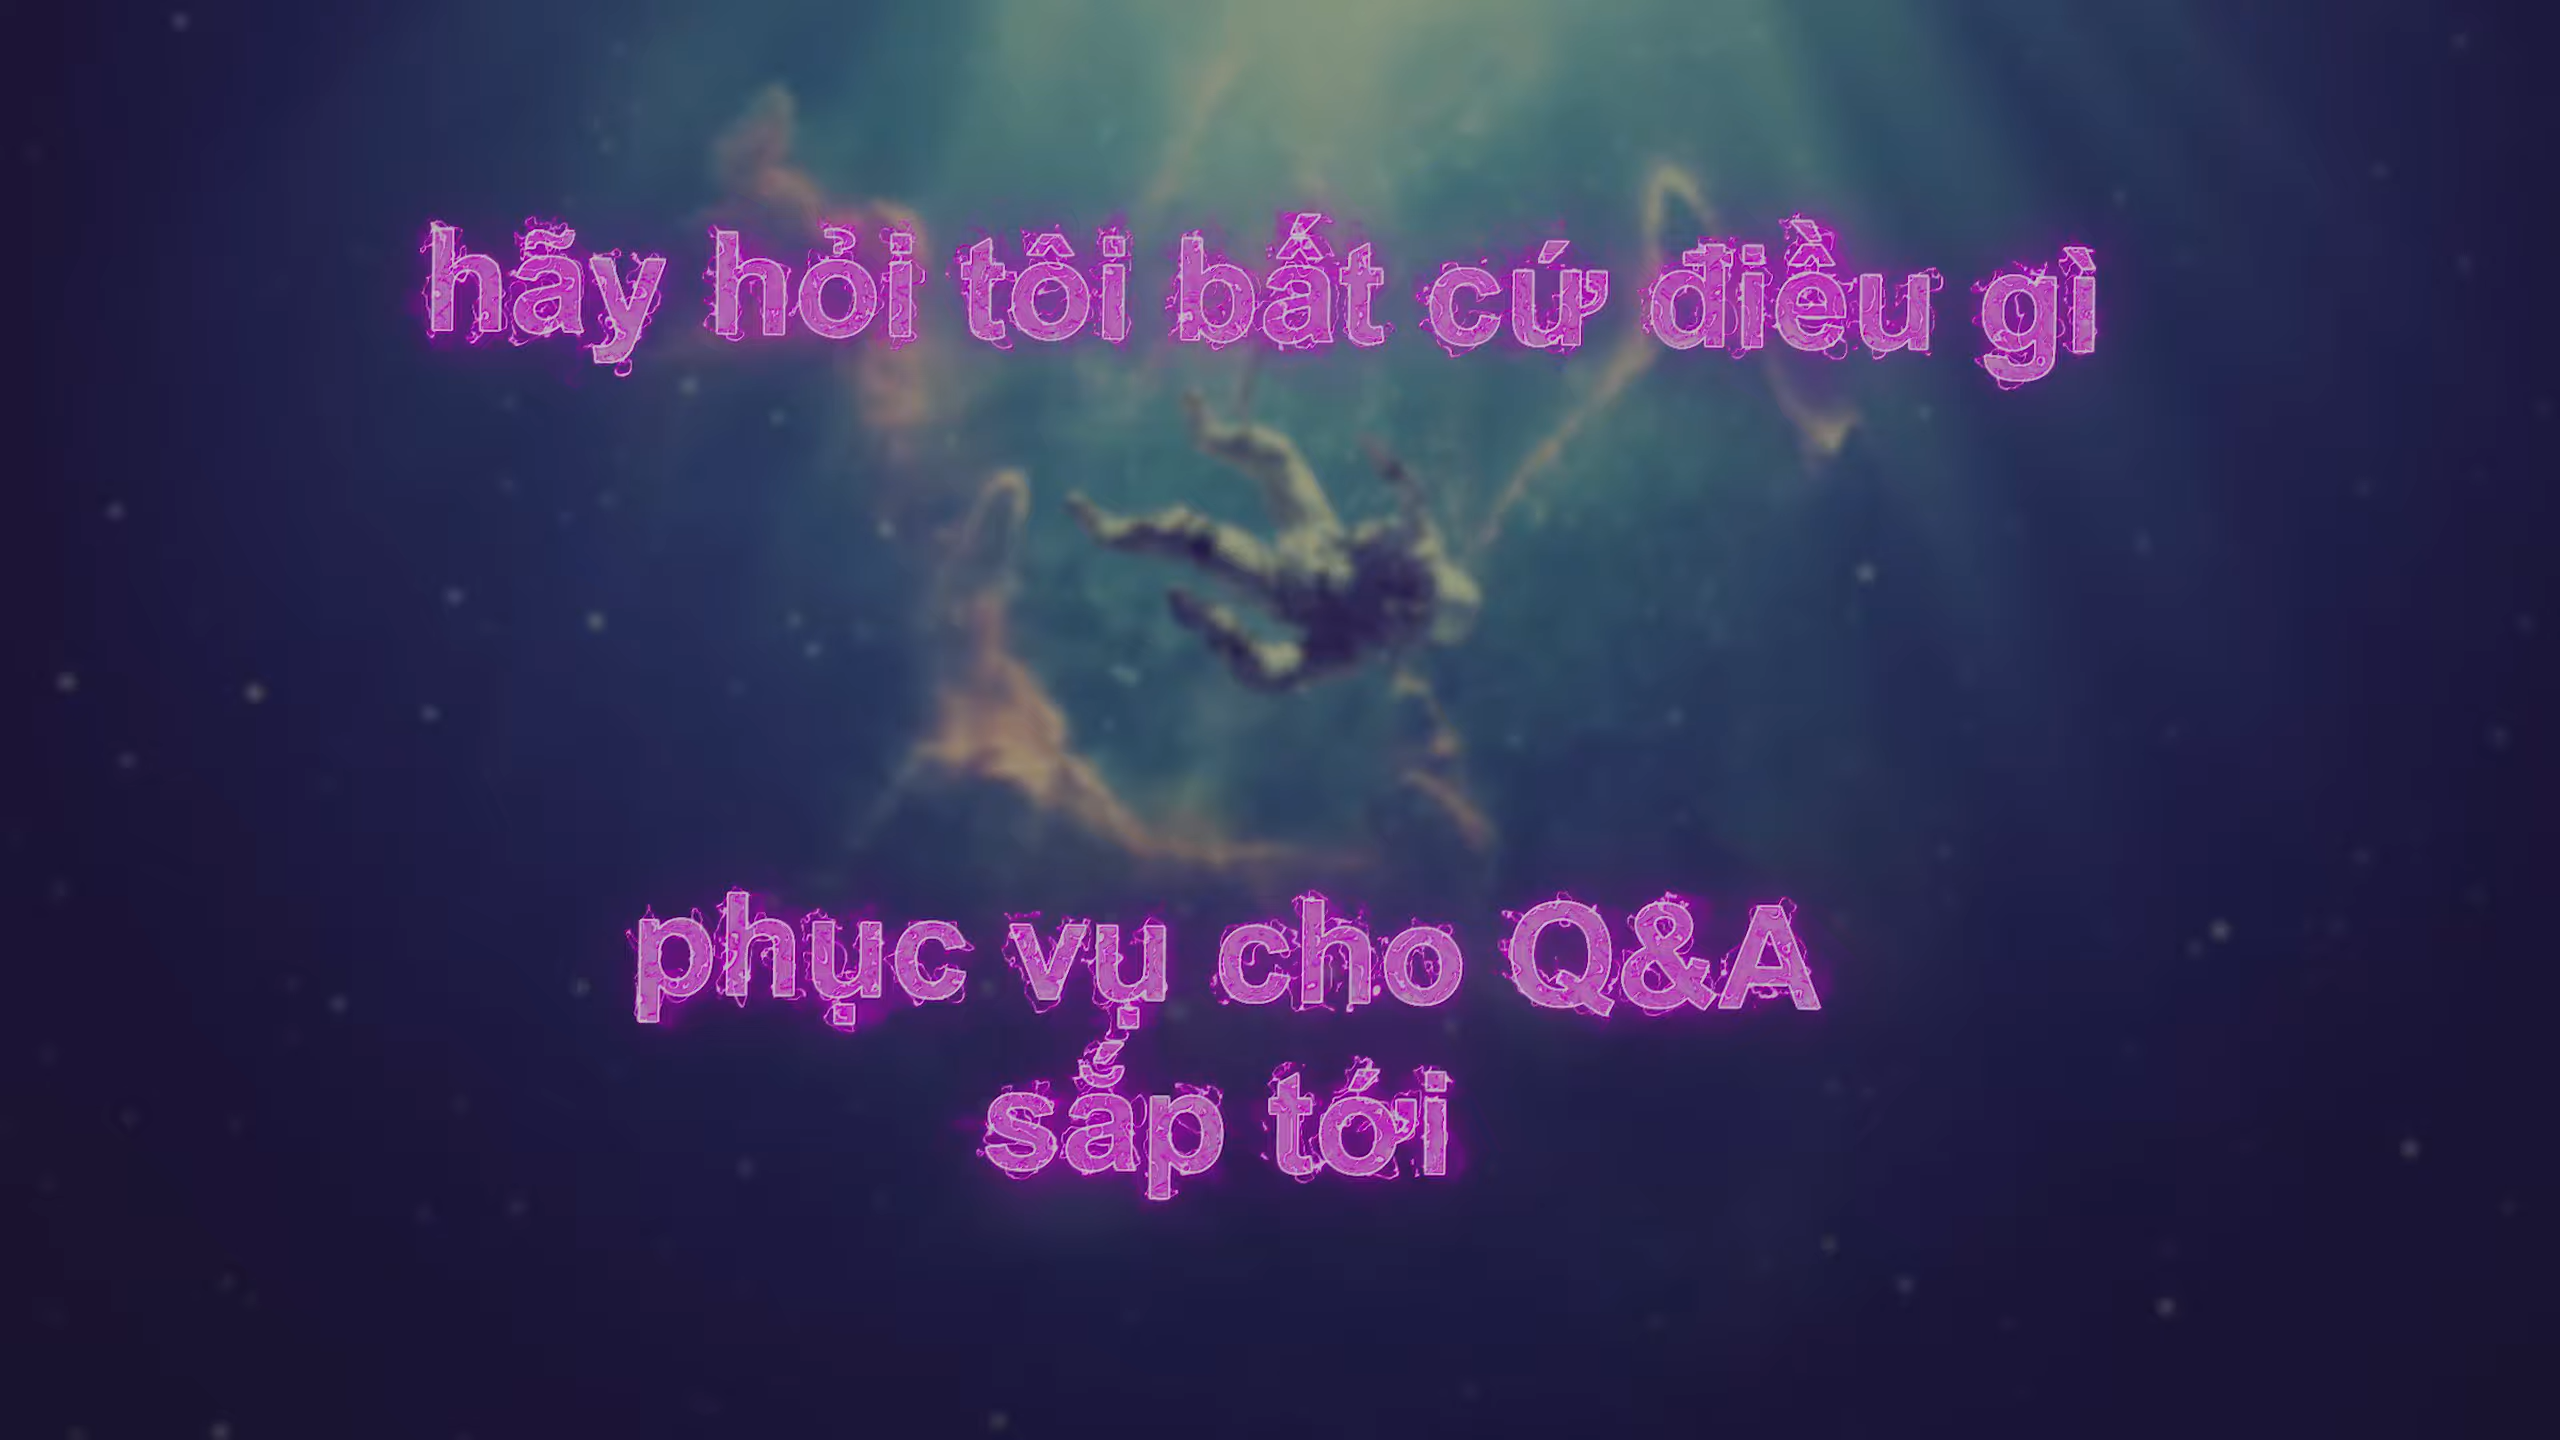 hãy hỏi tôi bất cứ điều gì
phục vụ cho Q&A
sắp tới